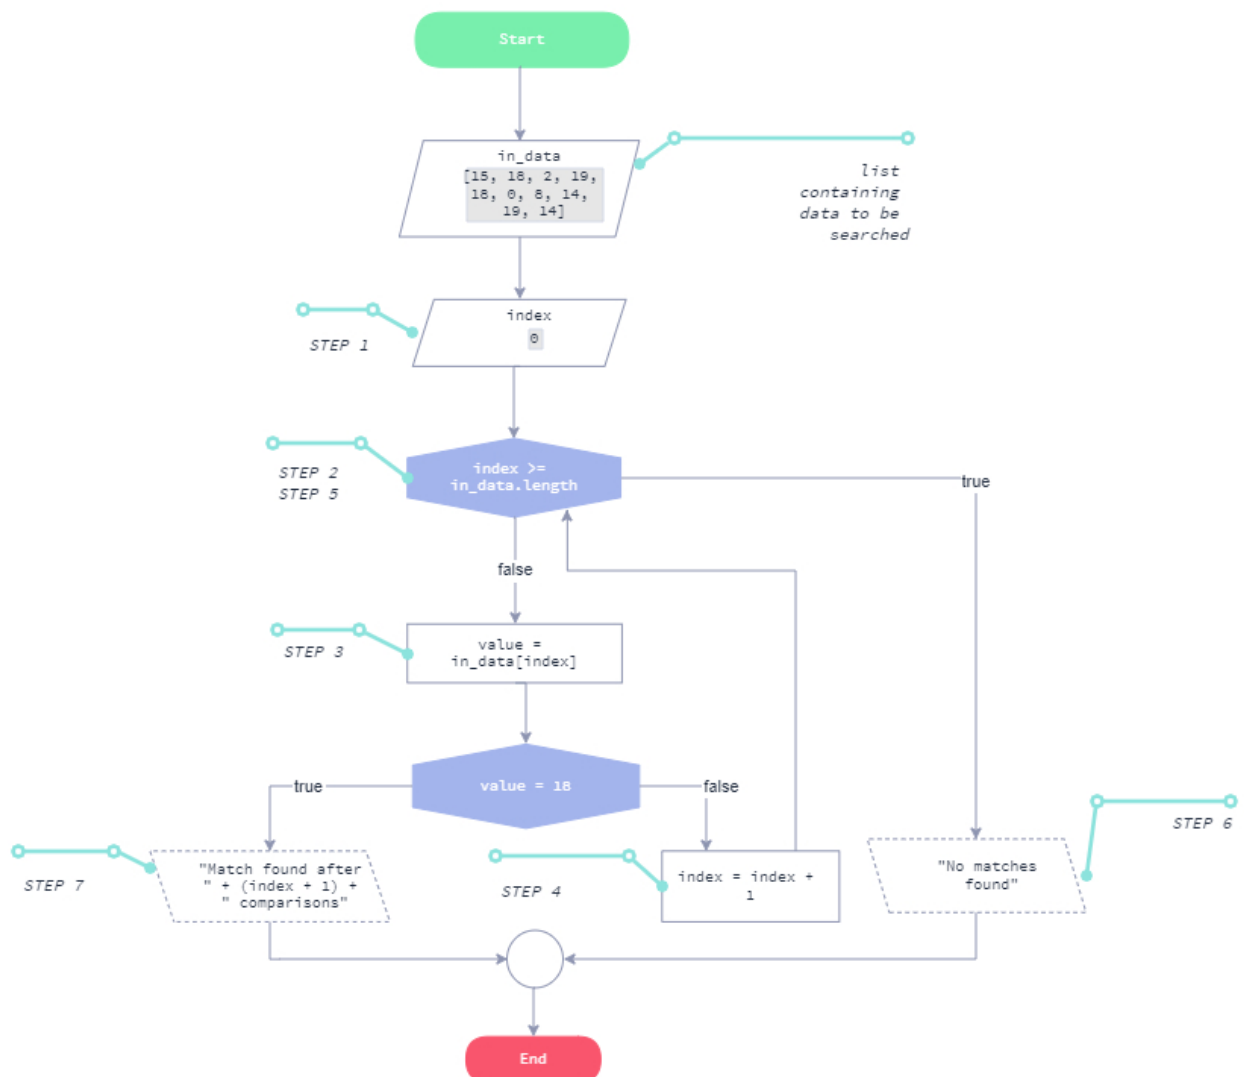 Start
in_data
[15, 18, 2, 19,
18, 0, 8, 14,
19, 14]
list
containing
data to be
searched
index
0
STEP 1
index >=
in_data.length
STEP 2
STEP 5
true
false
value =
in_data[index]
STEP 3
value = 18
true
false
"Match found after
" + (index + 1) +
" comparisons"
STEP 7
index = index +
1
STEP 4
"No matches
found"
STEP 6
End